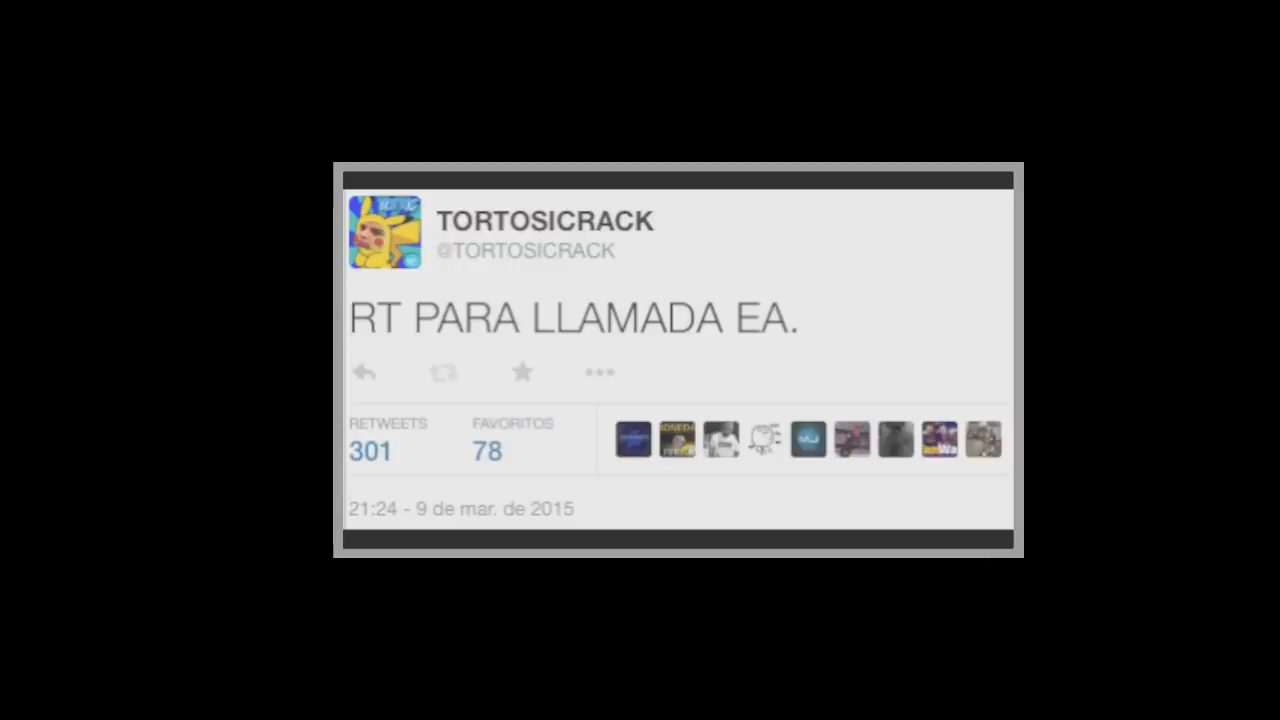 TORTOSICRACK
@TORTOSICRACK
RT PARA LLAMADA EA.
RETWEETS FAVORITOS
301 78
21:24 - 9 de mar. de 2015